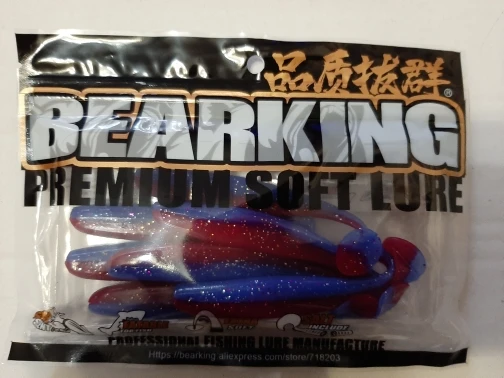 品质拔群®
BEARKING
PREMIUM SOFT LURE
PROFESSIONAL FISHING LURE MANUFACTURE
Https://bearking.aliexpress.com/store/718203